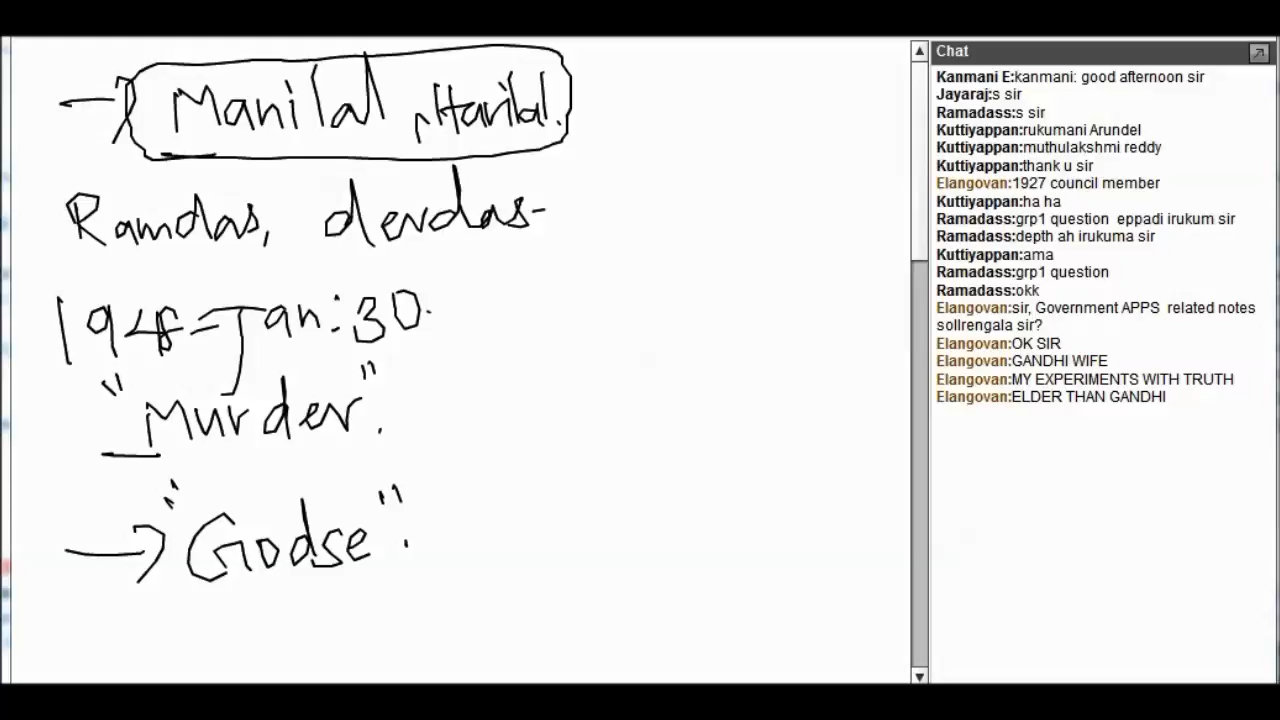 → Manilal, Harilal.
Ramdas, devdas-
1948 - Jan: 30.
"Murder".
→ "Godse".
Chat
Kanmani E:kanmani: good afternoon sir
Jayaraj:s sir
Ramadass:s sir
Kuttiyappan:rukumani Arundel
Kuttiyappan:muthulakshmi reddy
Kuttiyappan:thank u sir
Elangovan:1927 council member
Kuttiyappan:ha ha
Ramadass:grp1 question eppadi irukum sir
Ramadass:depth ah irukuma sir
Kuttiyappan:ama
Ramadass:grp1 question
Ramadass:okk
Elangovan:sir, Government APPS related notes
sollrengala sir?
Elangovan:OK SIR
Elangovan:GANDHI WIFE
Elangovan:MY EXPERIMENTS WITH TRUTH
Elangovan:ELDER THAN GANDHI